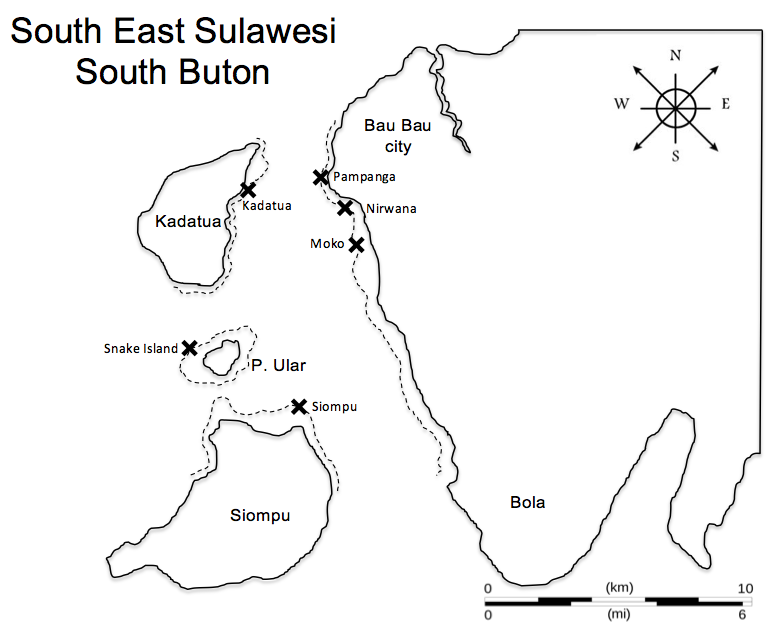 South East Sulawesi
South Buton
N
W
E
S
Bau Bau
city
Pampanga
Kadatua
Nirwana
Kadatua
Moko
Snake Island
P. Ular
Siompu
Siompu
Bola
0
(km)
10
0
(mi)
6